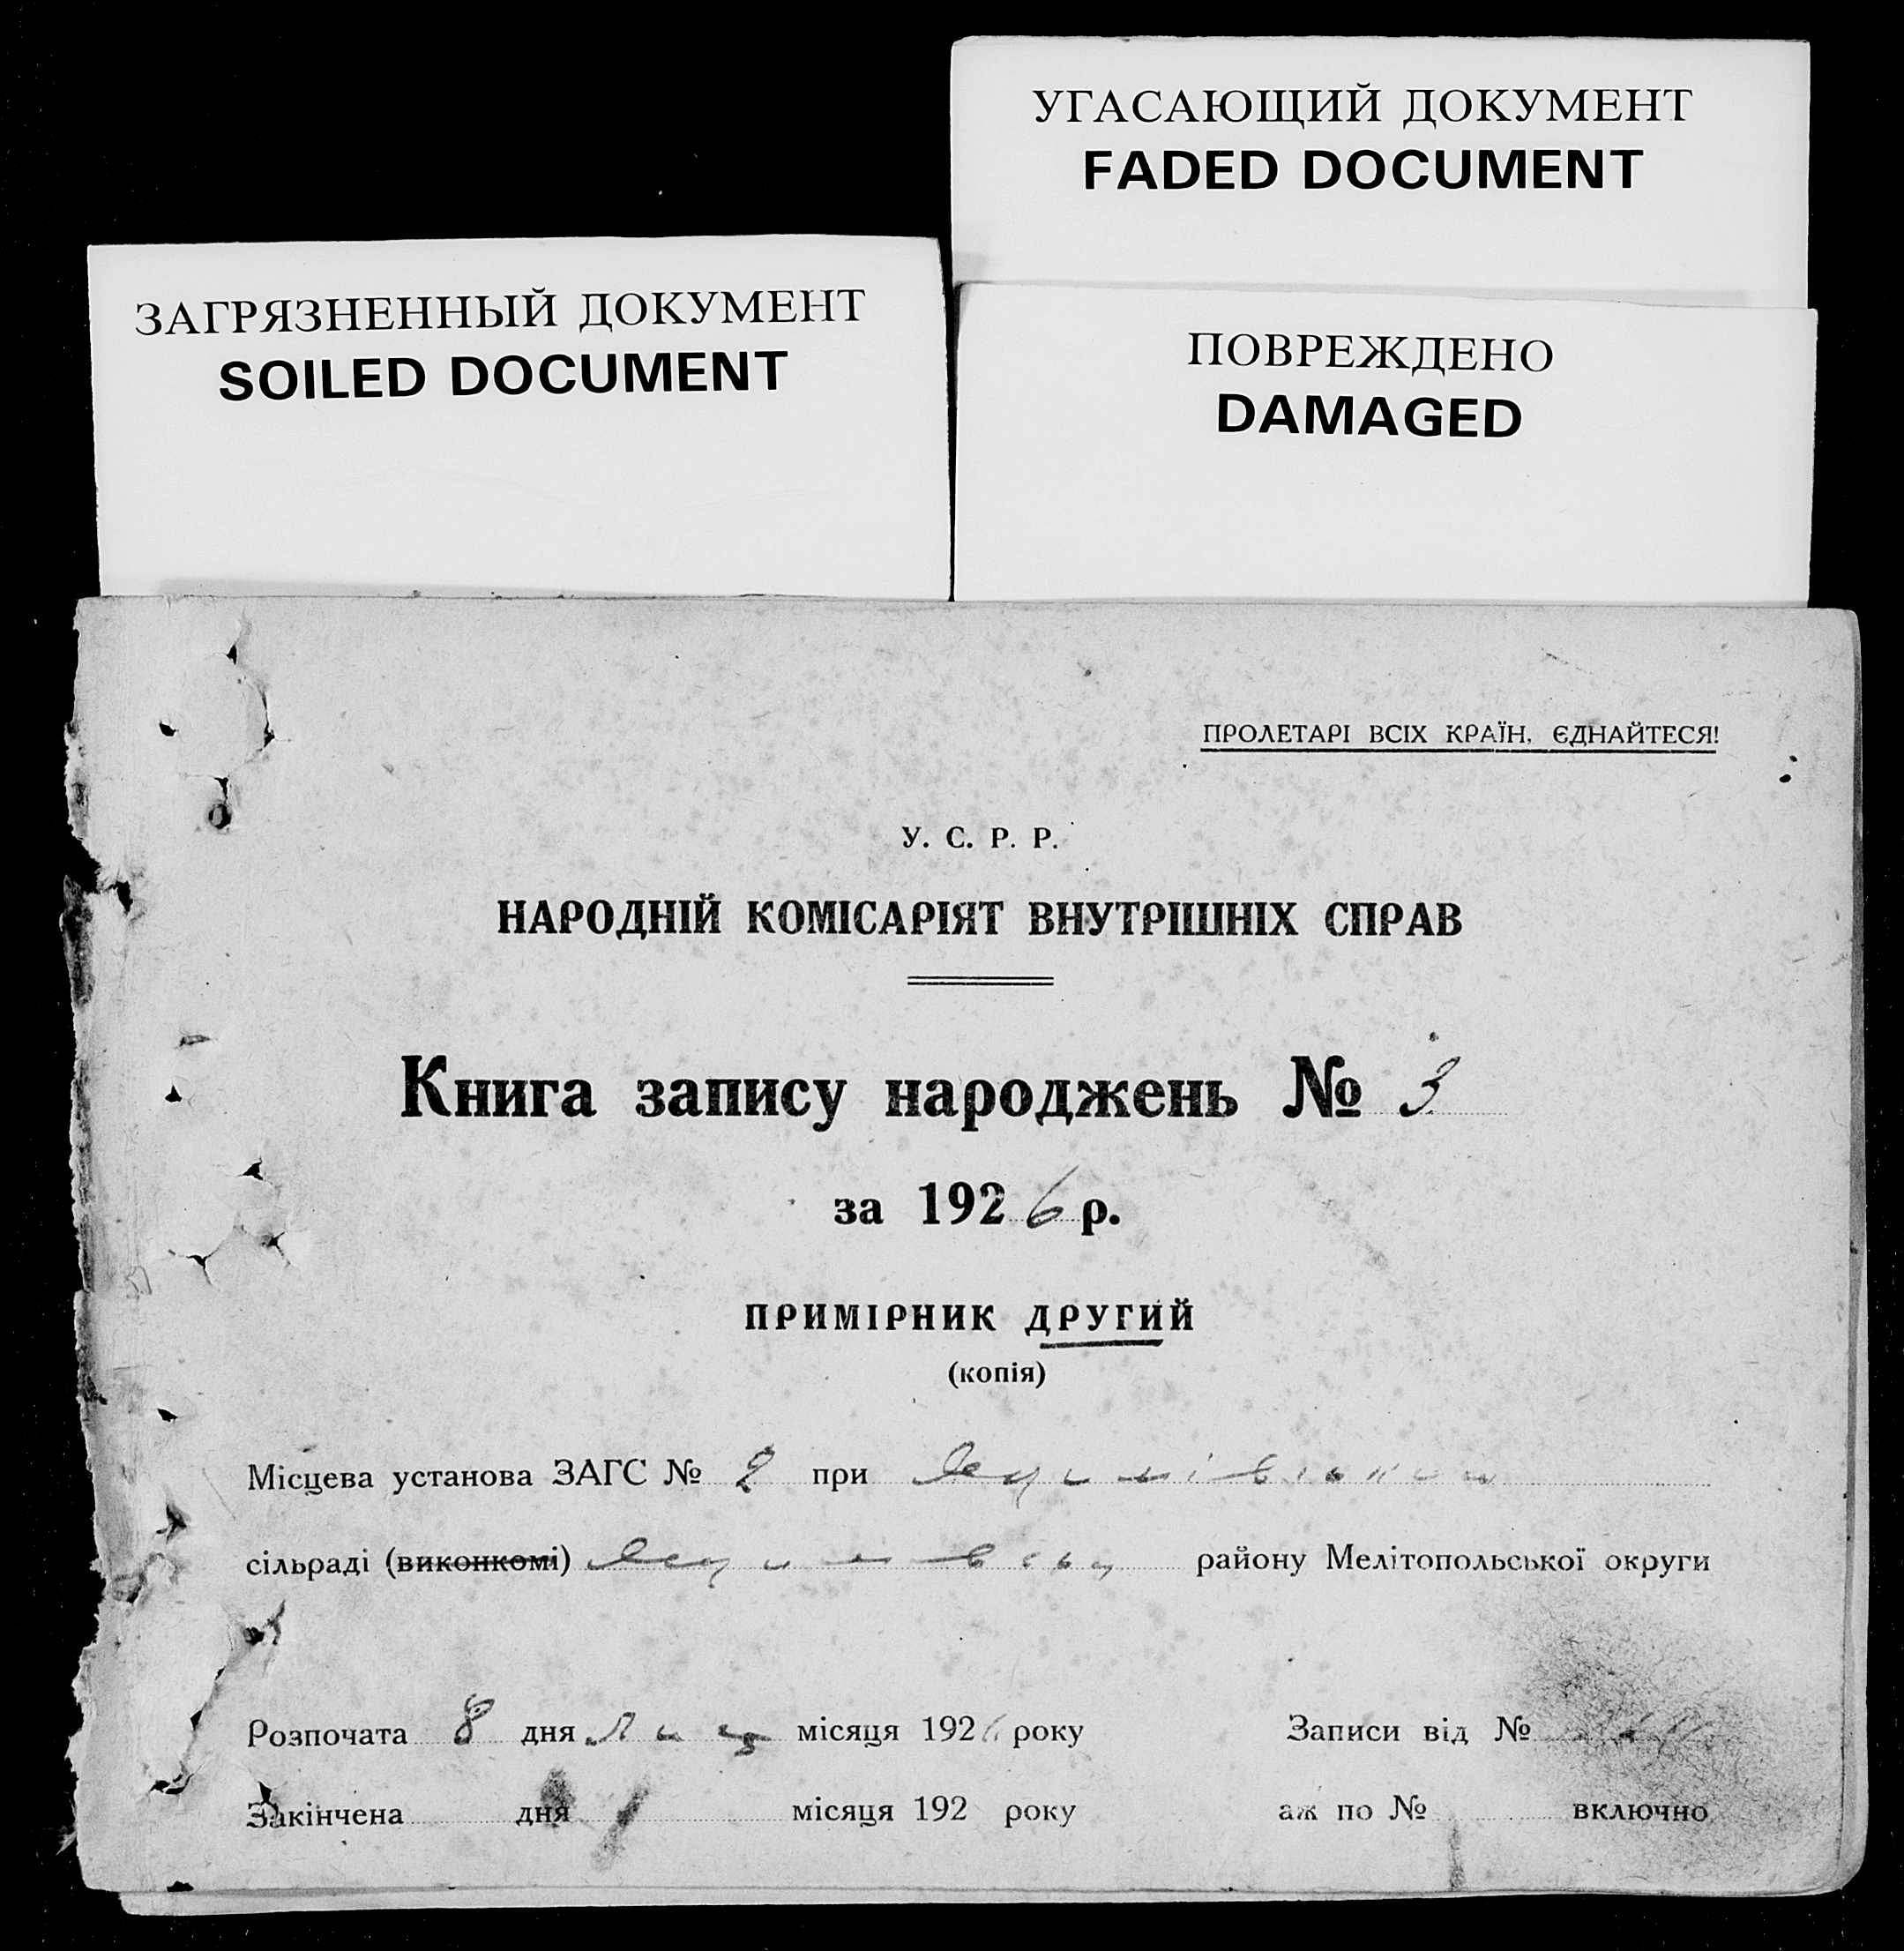 УГАСАЮЩИЙ ДОКУМЕНТ
FADED DOCUMENT
ЗАГРЯЗНЕННЫЙ ДОКУМЕНТ
SOILED DOCUMENT
ПОВРЕЖДЕНО
DAMAGED
ПРОЛЕТАРІ ВСІХ КРАЇН, ЄДНАЙТЕСЯ!
У. С. Р. Р.
НАРОДНІЙ КОМІСАРІЯТ ВНУТРІШНІХ СПРАВ
Книга запису народжень № 3
за 1926 р.
ПРИМІРНИК ДРУГИЙ
(копія)
Місцева установа ЗАГС № 2 при
сільраді (виконкомі) району Мелітопольської округи
Розпочата 8 дня місяця 1926 року Записи від №
Закінчена дня місяця 192 року аж по № включно